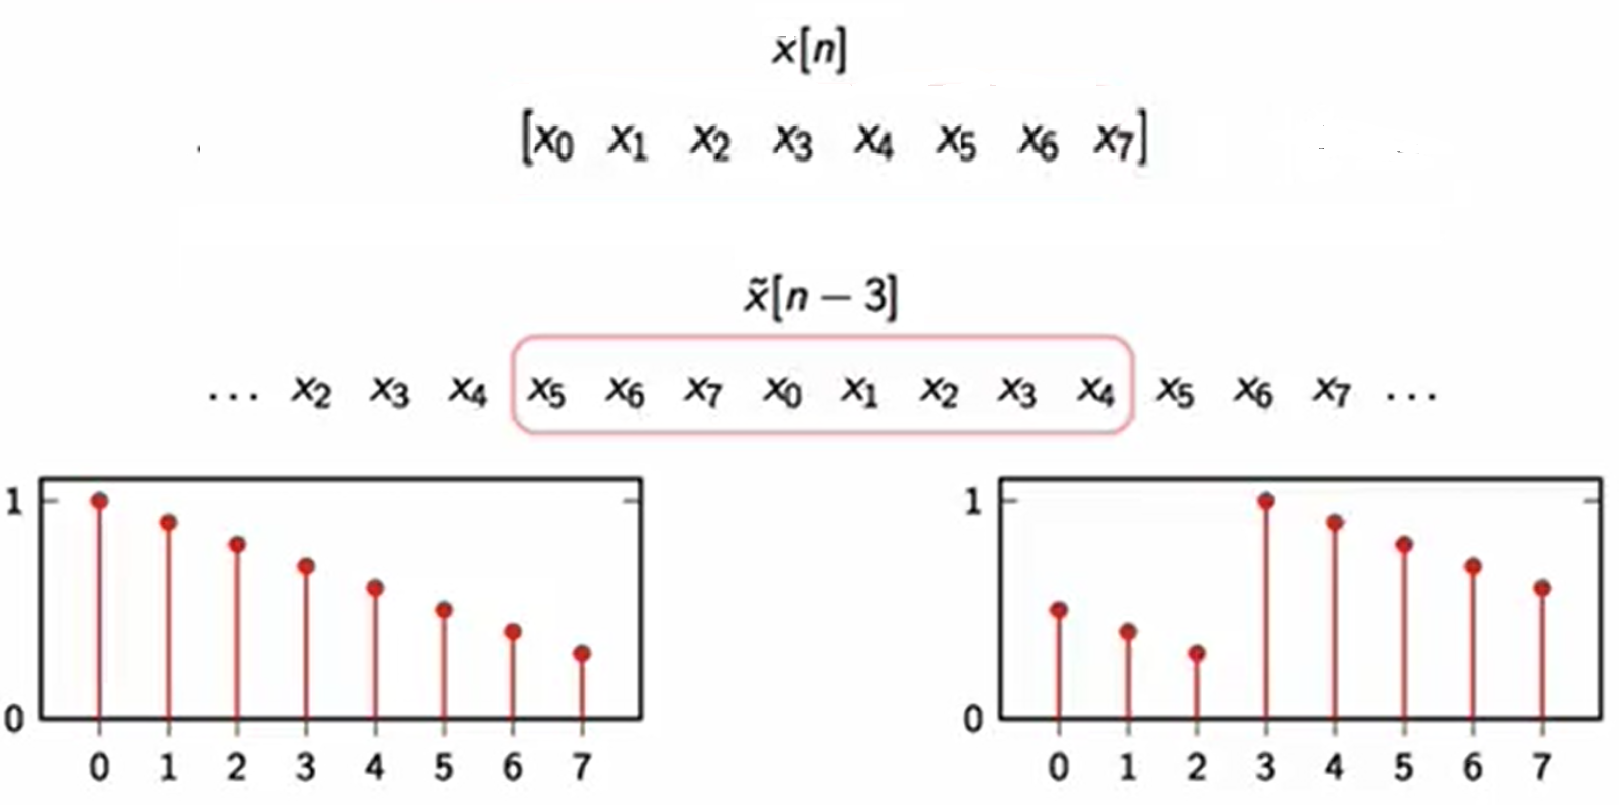 x[n]
[x₀ x₁ x₂ x₃ x₄ x₅ x₆ x₇]
x̃[n − 3]
... x₂ x₃ x₄ x₅ x₆ x₇ x₀ x₁ x₂ x₃ x₄ x₅ x₆ x₇ ...
1
0
0 1 2 3 4 5 6 7
1
0
0 1 2 3 4 5 6 7